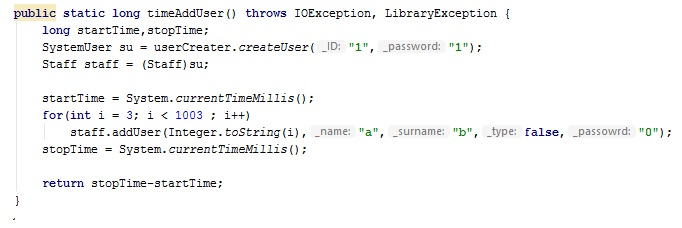 public static long timeAddUser() throws IOException, LibraryException {
long startTime,stopTime;
SystemUser su = userCreater.createUser( _ID: "1", _password: "1");
Staff staff = (Staff)su;
startTime = System.currentTimeMillis();
for(int i = 3; i < 1003 ; i++)
staff.addUser(Integer.toString(i), _name: "a", _surname: "b", _type: false, _passowrd: "0");
stopTime = System.currentTimeMillis();
return stopTime-startTime;
}